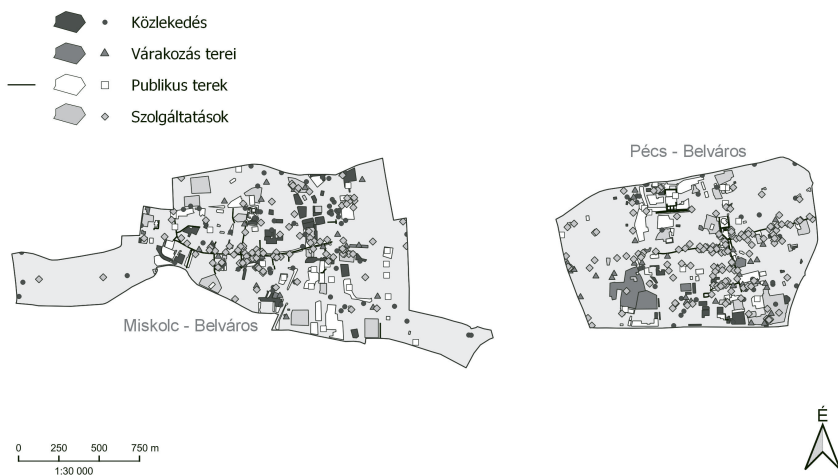 Közlekedés
Várakozás terei
Publikus terek
Szolgáltatások
Pécs - Belváros
Miskolc - Belváros
É
0 250 500 750 m
1:30 000